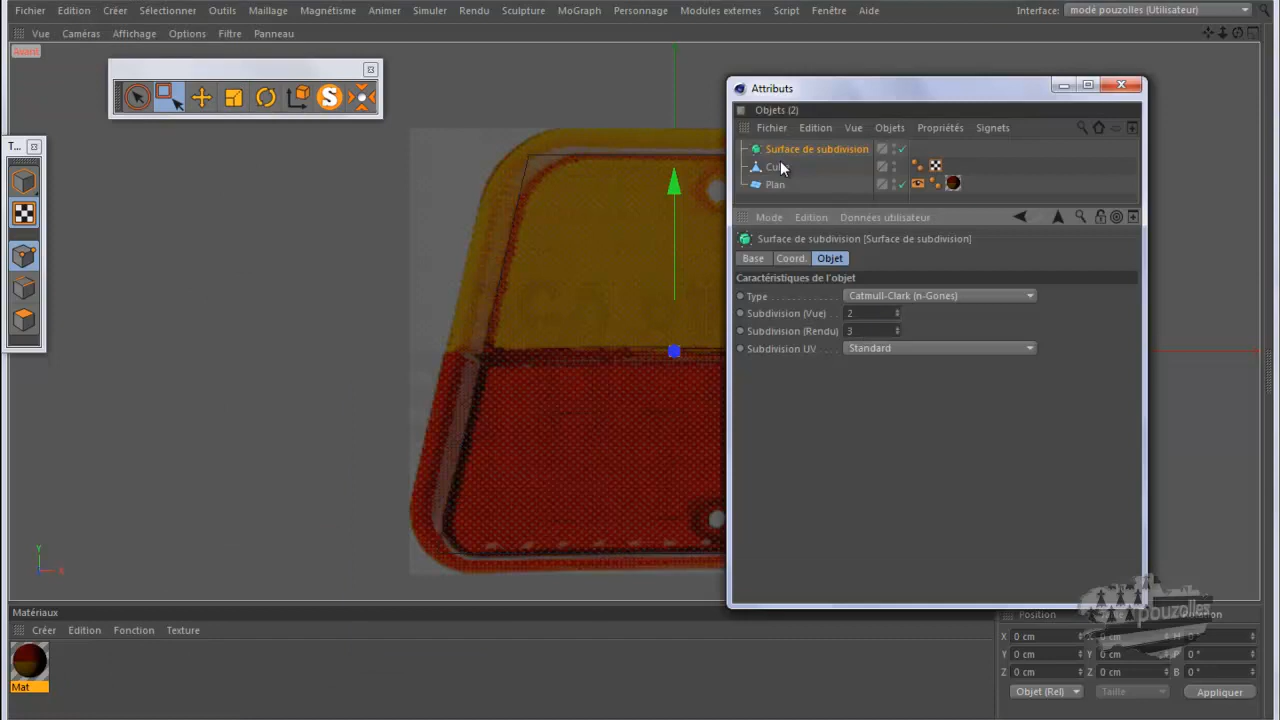 Fichier Edition Créer Sélectionner Outils Maillage Magnétisme Animer Simuler Rendu Sculpture MoGraph Personnage Modules externes Script Fenêtre Aide Interface: modé pouzolles (Utilisateur)
Vue Caméras Affichage Options Filtre Panneau
Avant
T...
Attributs
Objets (2)
Fichier Edition Vue Objets Propriétés Signets
Surface de subdivision
Plan
Mode Edition Données utilisateur
Surface de subdivision [Surface de subdivision]
Base Coord. Objet
Caractéristiques de l'objet
Type Catmull-Clark (n-Gones)
Subdivision (Vue) 2
Subdivision (Rendu) 3
Subdivision UV Standard
Y
X
Matériaux
Créer Edition Fonction Texture
Mat
Position
pouzolles
X 0 cm 0 cm H 0 °
Y 0 cm Y 0 cm P 0 °
Z 0 cm Z 0 cm B 0 °
Objet (Rel) Taille Appliquer